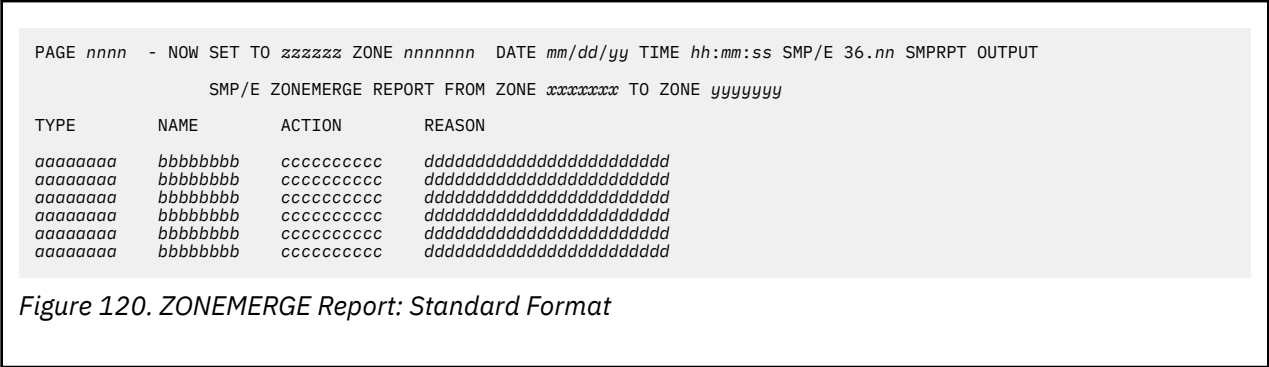 PAGE nnnn - NOW SET TO zzzzzz ZONE nnnnnnn DATE mm/dd/yy TIME hh:mm:ss SMP/E 36.nn SMPRPT OUTPUT
SMP/E ZONEMERGE REPORT FROM ZONE xxxxxxx TO ZONE yyyyyyy
TYPE NAME ACTION REASON
aaaaaaaa bbbbbbbb cccccccccc dddddddddddddddddddddddd
aaaaaaaa bbbbbbbb cccccccccc dddddddddddddddddddddddd
aaaaaaaa bbbbbbbb cccccccccc dddddddddddddddddddddddd
aaaaaaaa bbbbbbbb cccccccccc dddddddddddddddddddddddd
aaaaaaaa bbbbbbbb cccccccccc dddddddddddddddddddddddd
aaaaaaaa bbbbbbbb cccccccccc dddddddddddddddddddddddd
Figure 120. ZONEMERGE Report: Standard Format